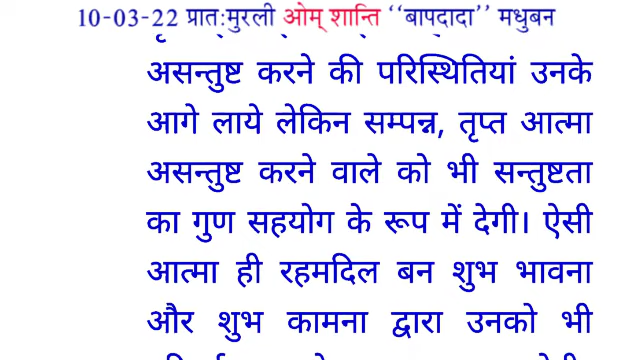 10-03-22 प्रात:मुरली ओम् शान्ति ‘‘बापदादा’’ मधुबन
असन्तुष्ट करने की परिस्थितियां उनके
आगे लाये लेकिन सम्पन्न, तृप्त आत्मा
असन्तुष्ट करने वाले को भी सन्तुष्टता
का गुण सहयोग के रूप में देगी। ऐसी
आत्मा ही रहमदिल बन शुभ भावना
और शुभ कामना द्वारा उनको भी